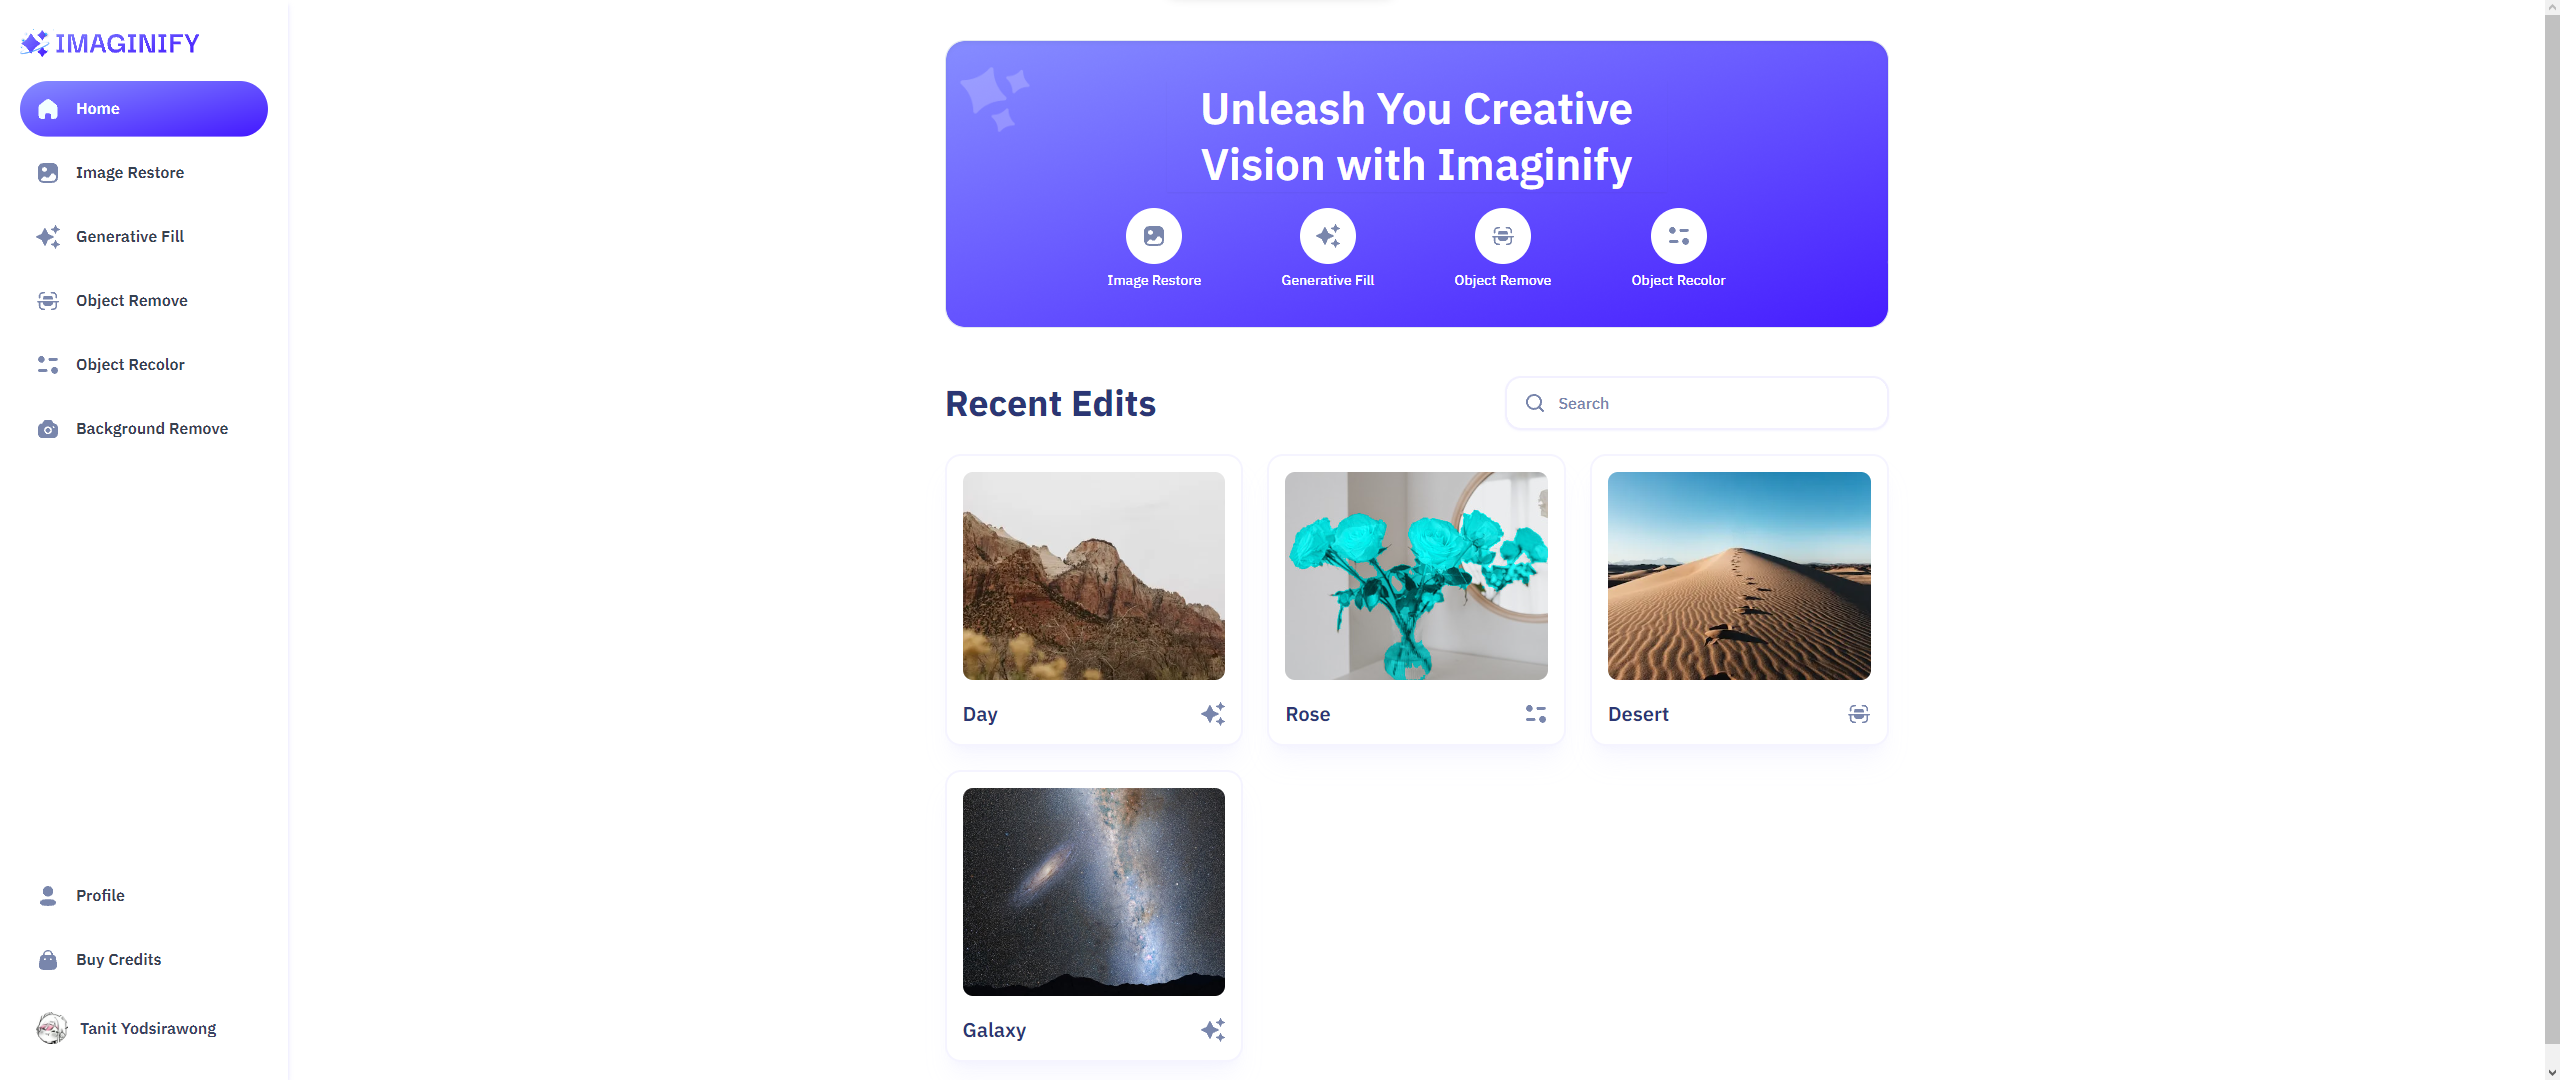 IMAGINIFY
Home
Image Restore
Generative Fill
Object Remove
Object Recolor
Background Remove
Profile
Buy Credits
Tanit Yodsirawong
Unleash You Creative
Vision with Imaginify
Image Restore
Generative Fill
Object Remove
Object Recolor
Recent Edits
Search
Day
Rose
Desert
Galaxy